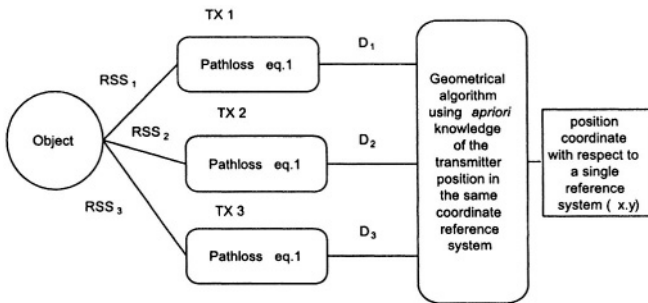 TX 1
D1
Pathloss eq.1
RSS1
Object
TX 2
RSS2
D2
Pathloss eq.1
RSS3
TX 3
D3
Pathloss eq.1
Geometrical
algorithm
using apriori
knowledge
of the
transmitter
position in
the same
coordinate
reference
system
position
coordinate
with respect to
a single
reference
system ( x.y)